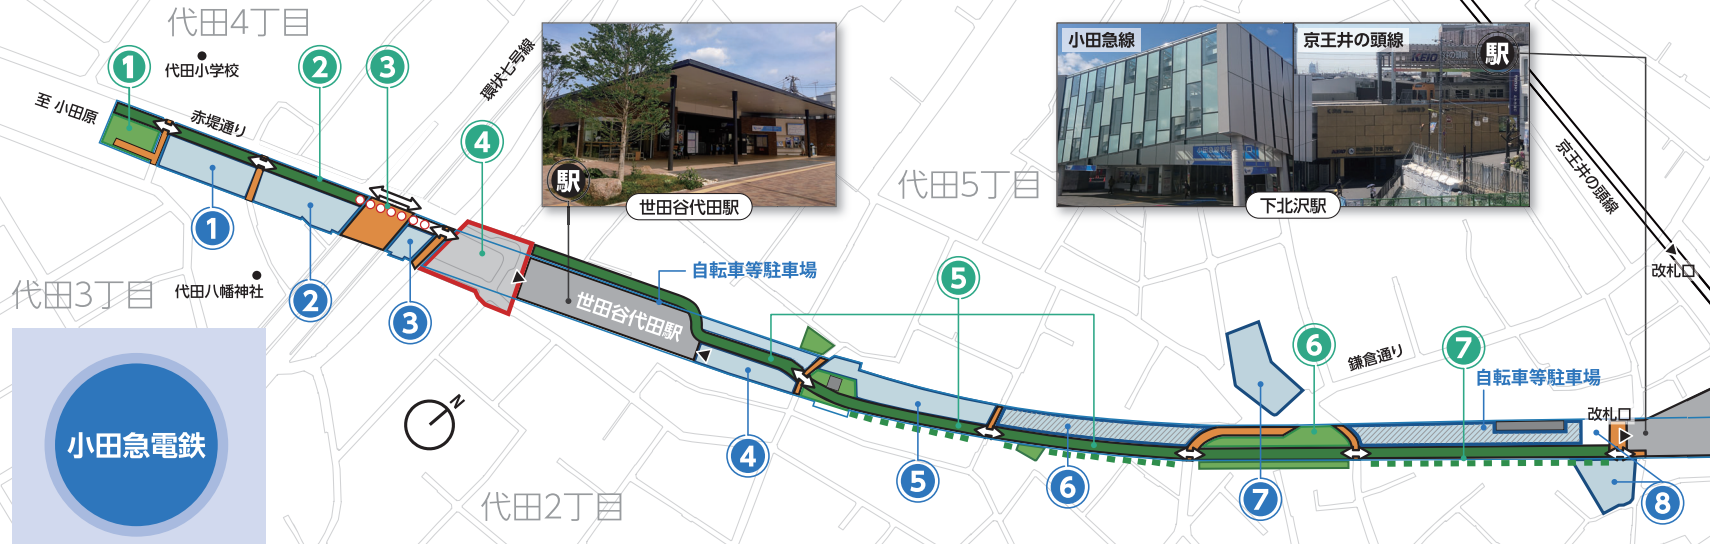 代田4丁目
代田小学校
1
2
3
至 小田原
赤堤通り
環状七号線
4
駅
世田谷代田駅
小田急線
京王井の頭線
駅
KEIO
下北沢駅
京王井の頭線
改札口
代田5丁目
1
2
3
代田3丁目
代田八幡神社
自転車等駐車場
世田谷代田駅
5
6
7
鎌倉通り
自転車等駐車場
改札口
小田急電鉄
N
4
5
6
7
8
代田2丁目